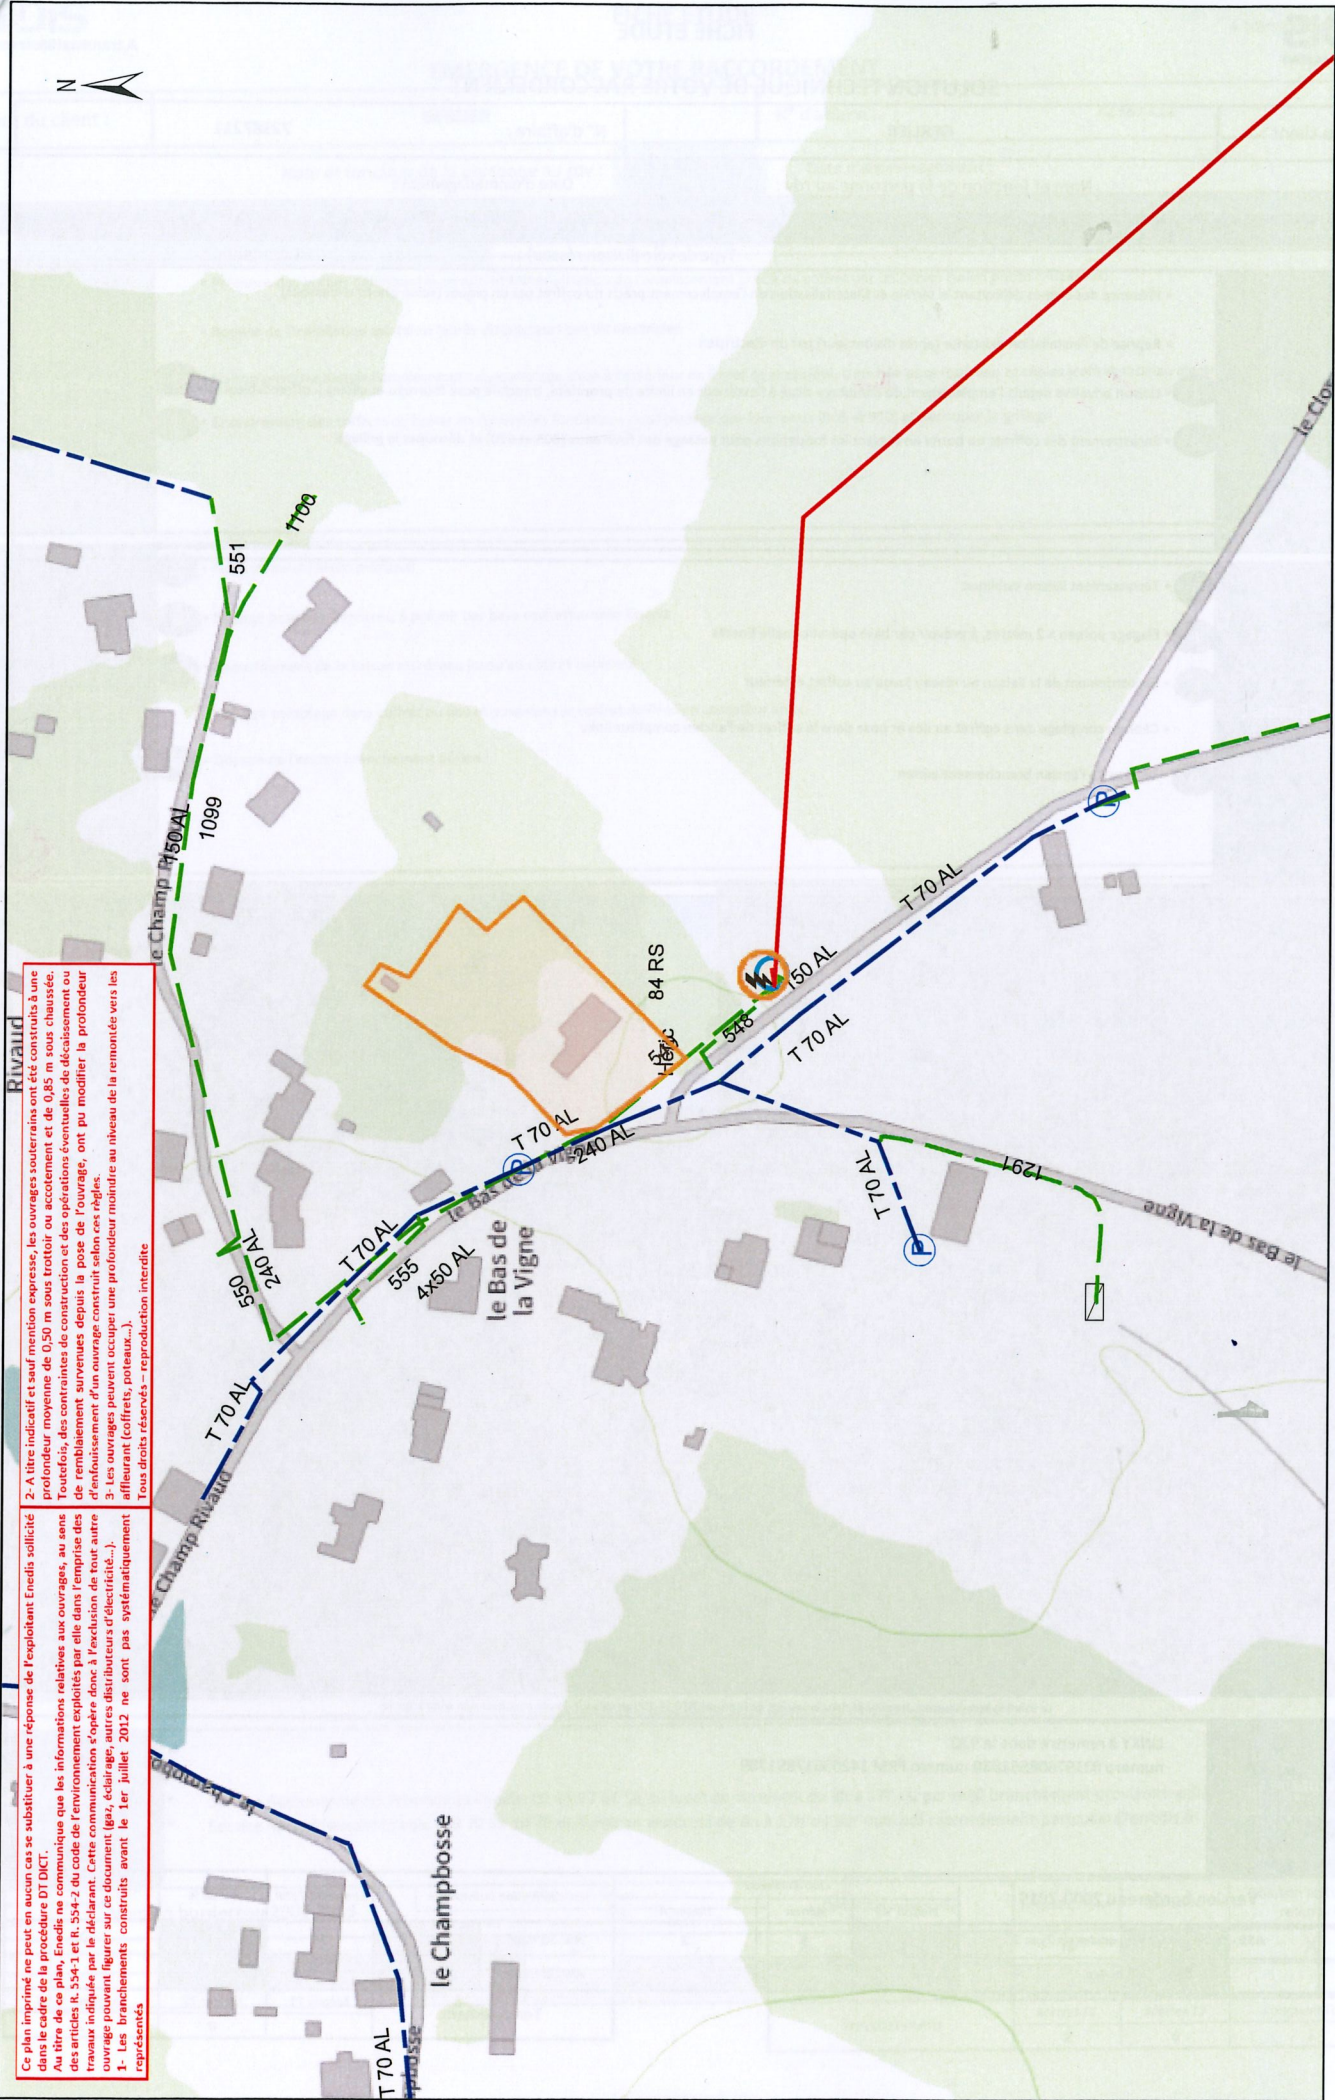 Ce plan imprimé ne peut en aucun cas se substituer à une réponse de l'exploitant Enedis sollicité
dans le cadre de la procédure DT DICT.
Au titre de ce plan, Enedis ne communique que les informations relatives aux ouvrages, au sens
des articles R. 554-1 et R. 554-2 du code de l'environnement exploités par elle dans l'emprise des
travaux indiquée par le déclarant. Cette communication s'opère donc à l'exclusion de tout autre
ouvrage pouvant figurer sur ce document (gaz, éclairage, autres distributeurs d'électricité...).
1- Les branchements construits avant le 1er juillet 2012 ne sont pas systématiquement
représentés
2- A titre indicatif et sauf mention expresse, les ouvrages souterrains ont été construits à une
profondeur moyenne de 0,50 m sous trottoir ou accotement et de 0,85 m sous chaussée.
Toutefois, des contraintes de construction et des opérations éventuelles de décaissement ou
de remblaiement survenues depuis la pose de l'ouvrage, ont pu modifier la profondeur
d'enfouissement d'un ouvrage construit selon ces règles.
3- Les ouvrages peuvent occuper une profondeur moindre au niveau de la remontée vers les
affleurant (coffrets, poteaux...).
Tous droits réservés – reproduction interdite
N
Rivaud
le Champ
150 AL
1099
551
1100
550
240 AL
T 70 AL
T 70 AL
le Champ Rivaud
555
4x50 AL
le Bas de
la Vigne
T 70 AL
240 AL
P
84 RS
548
150 AL
T 70 AL
T 70 AL
P
le Clos
T 70 AL
P
1291
le Bas de la Vigne
le Champbosse
le Champbosse
T 70 AL